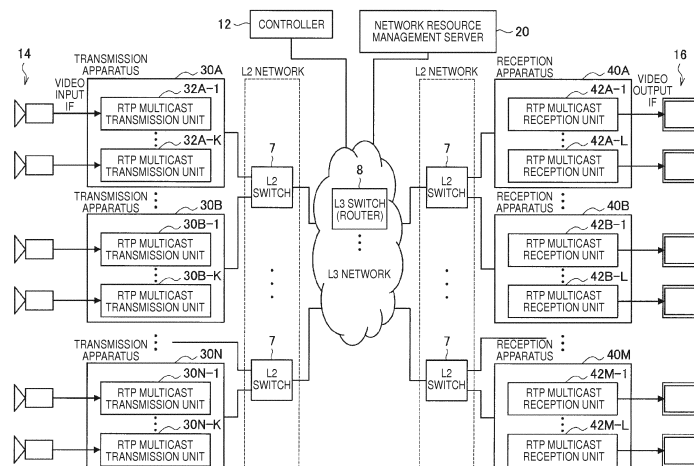 12
CONTROLLER
NETWORK RESOURCE
MANAGEMENT SERVER
20
14
TRANSMISSION
APPARATUS
30A
VIDEO
INPUT
IF
32A-1
RTP MULTICAST
TRANSMISSION UNIT
32A-K
RTP MULTICAST
TRANSMISSION UNIT
L2 NETWORK
7
L2
SWITCH
8
L3 SWITCH
(ROUTER)
L3 NETWORK
L2 NETWORK
7
L2
SWITCH
RECEPTION
APPARATUS
40A
VIDEO
OUTPUT
IF
16
42A-1
RTP MULTICAST
RECEPTION UNIT
42A-L
RTP MULTICAST
RECEPTION UNIT
TRANSMISSION
APPARATUS
30B
30B-1
RTP MULTICAST
TRANSMISSION UNIT
30B-K
RTP MULTICAST
TRANSMISSION UNIT
RECEPTION
APPARATUS
40B
42B-1
RTP MULTICAST
RECEPTION UNIT
42B-L
RTP MULTICAST
RECEPTION UNIT
TRANSMISSION
APPARATUS
30N
30N-1
RTP MULTICAST
TRANSMISSION UNIT
30N-K
RTP MULTICAST
TRANSMISSION UNIT
7
L2
SWITCH
7
L2
SWITCH
RECEPTION
APPARATUS
40M
42M-1
RTP MULTICAST
RECEPTION UNIT
42M-L
RTP MULTICAST
RECEPTION UNIT